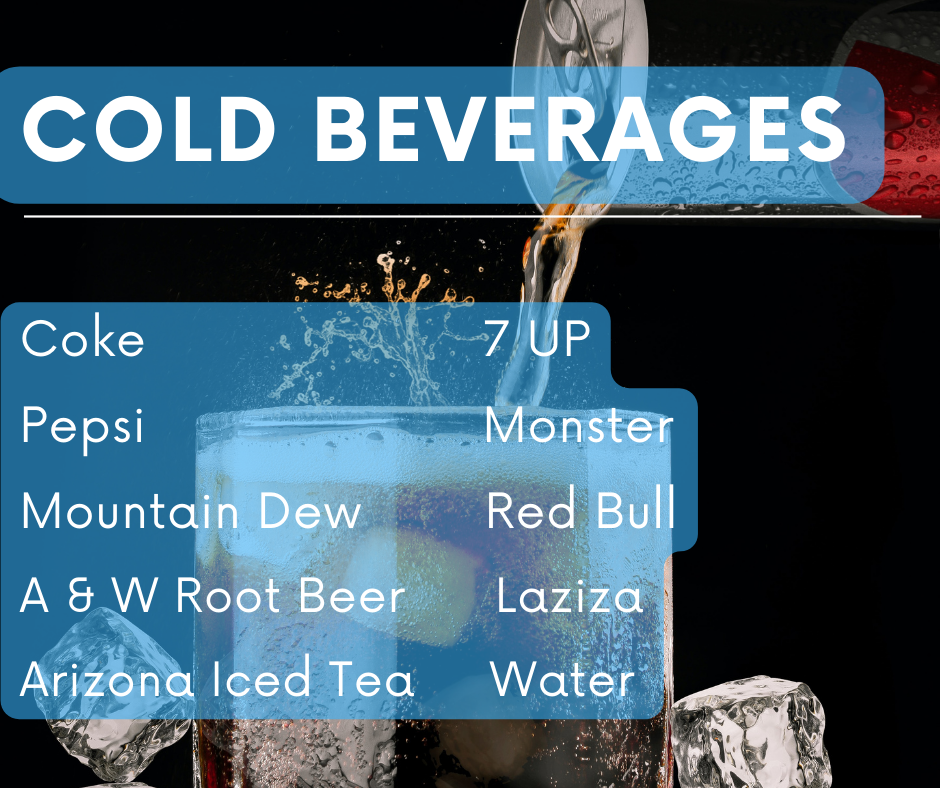 COLD BEVERAGES
Coke
Pepsi
Mountain Dew
A & W Root Beer
Arizona Iced Tea
7 UP
Monster
Red Bull
Laziza
Water